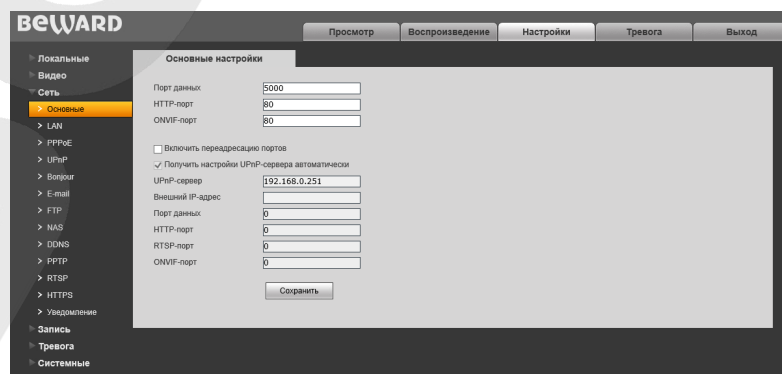 BEWARD
Просмотр Воспроизведение Настройки Тревога Выход
Локальные
Видео
Сеть
Основные
LAN
PPPoE
UPnP
Bonjour
E-mail
FTP
NAS
DDNS
PPTP
RTSP
HTTPS
Уведомление
Запись
Тревога
Системные
Основные настройки
Порт данных 5000
HTTP-порт 80
ONVIF-порт 80
Включить переадресацию портов
Получить настройки UPnP-сервера автоматически
UPnP-сервер 192.168.0.251
Внешний IP-адрес
Порт данных 0
HTTP-порт 0
RTSP-порт 0
ONVIF-порт 0
Сохранить